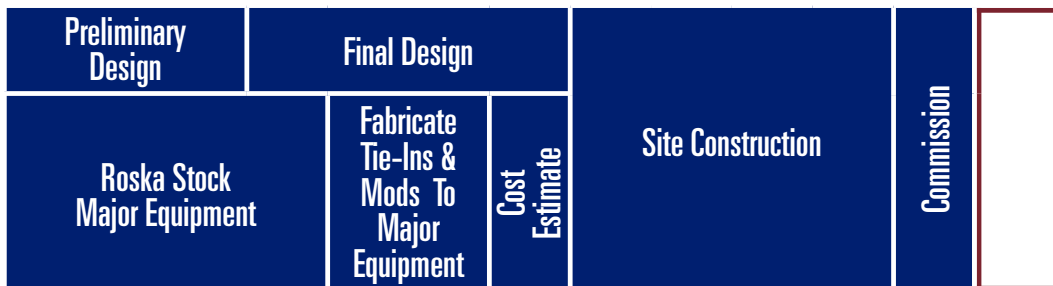 Preliminary
Design
Final Design
Roska Stock
Major Equipment
Fabricate
Tie-Ins &
Mods To
Major
Equipment
Cost
Estimate
Site Construction
Commission